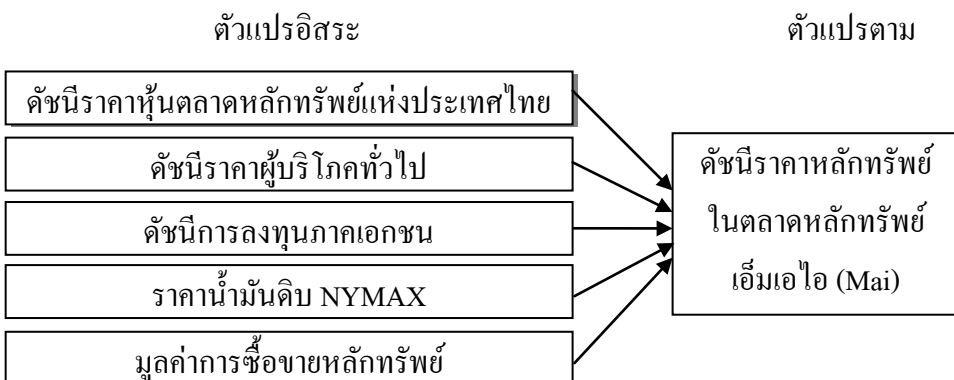 ตัวแปรอิสระ
ตัวแปรตาม
ดัชนีราคาหุ้นตลาดหลักทรัพย์แห่งประเทศไทย
ดัชนีราคาผู้บริโภคทั่วไป
ดัชนีการลงทุนภาคเอกชน
ราคาน้ำมันดิบ NYMAX
มูลค่าการซื้อขายหลักทรัพย์
ดัชนีราคาหลักทรัพย์
ในตลาดหลักทรัพย์
เอ็มเอไอ (Mai)